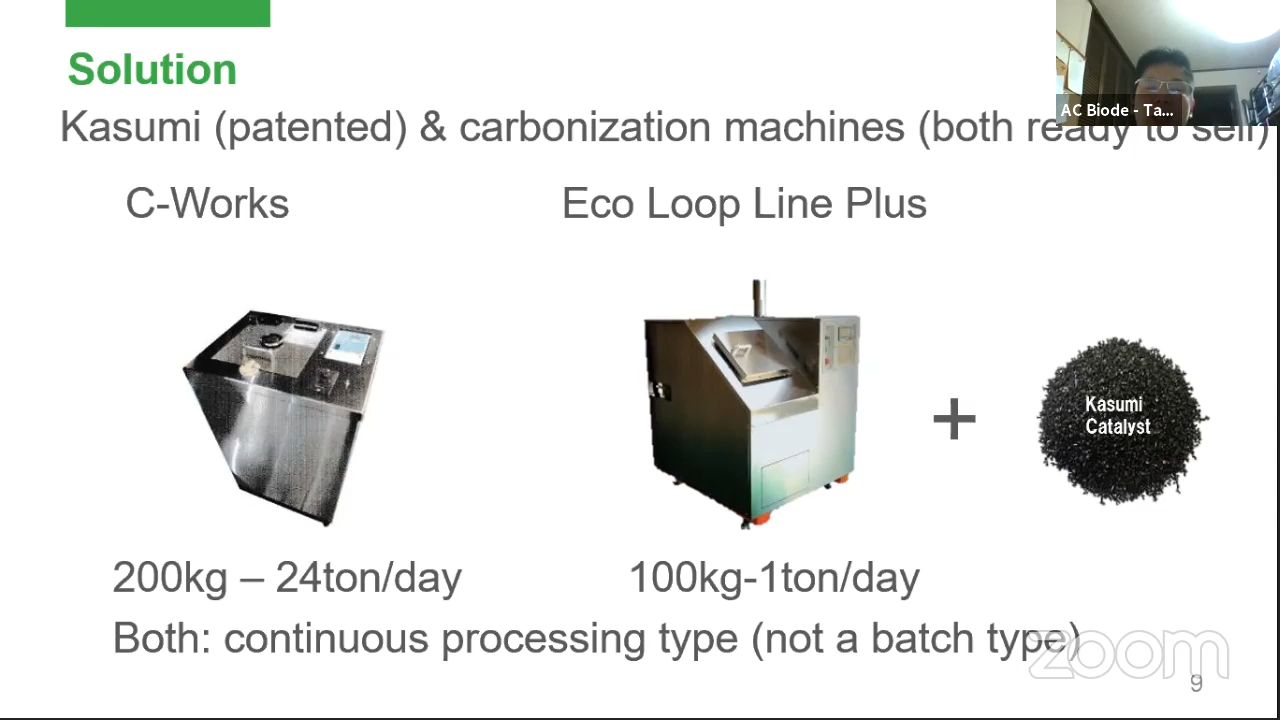 Solution
AC Biode - Ta...
Kasumi (patented) & carbonization machines (both ready to sell)
C-Works
Eco Loop Line Plus
Kasumi
Catalyst
+
200kg – 24ton/day
100kg-1ton/day
Both: continuous processing type (not a batch type)
zoom
9